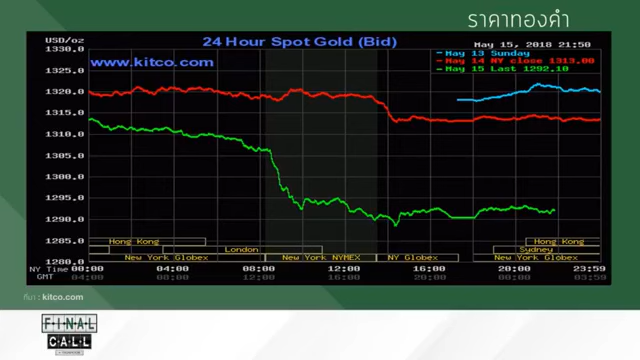 ราคาทองคำ
USD/oz
24 Hour Spot Gold (Bid)
May 15, 2018 21:50
www.kitco.com
May 13 Sunday
May 14 NY close 1313.00
May 15 Last 1292.10
1330.0
1325.0
1320.0
1315.0
1310.0
1305.0
1300.0
1295.0
1290.0
1285.0
1280.0
Hong Kong
Hong Kong
London
Sydney
New York Globex
New York NYMEX
NY Globex
New York Globex
NY Time 00:00 04:00 08:00 12:00 16:00 20:00 23:59
GMT 04:00 08:00 12:00 16:00 20:00 00:00 03:59
ที่มา : kitco.com
FINAL
CALL